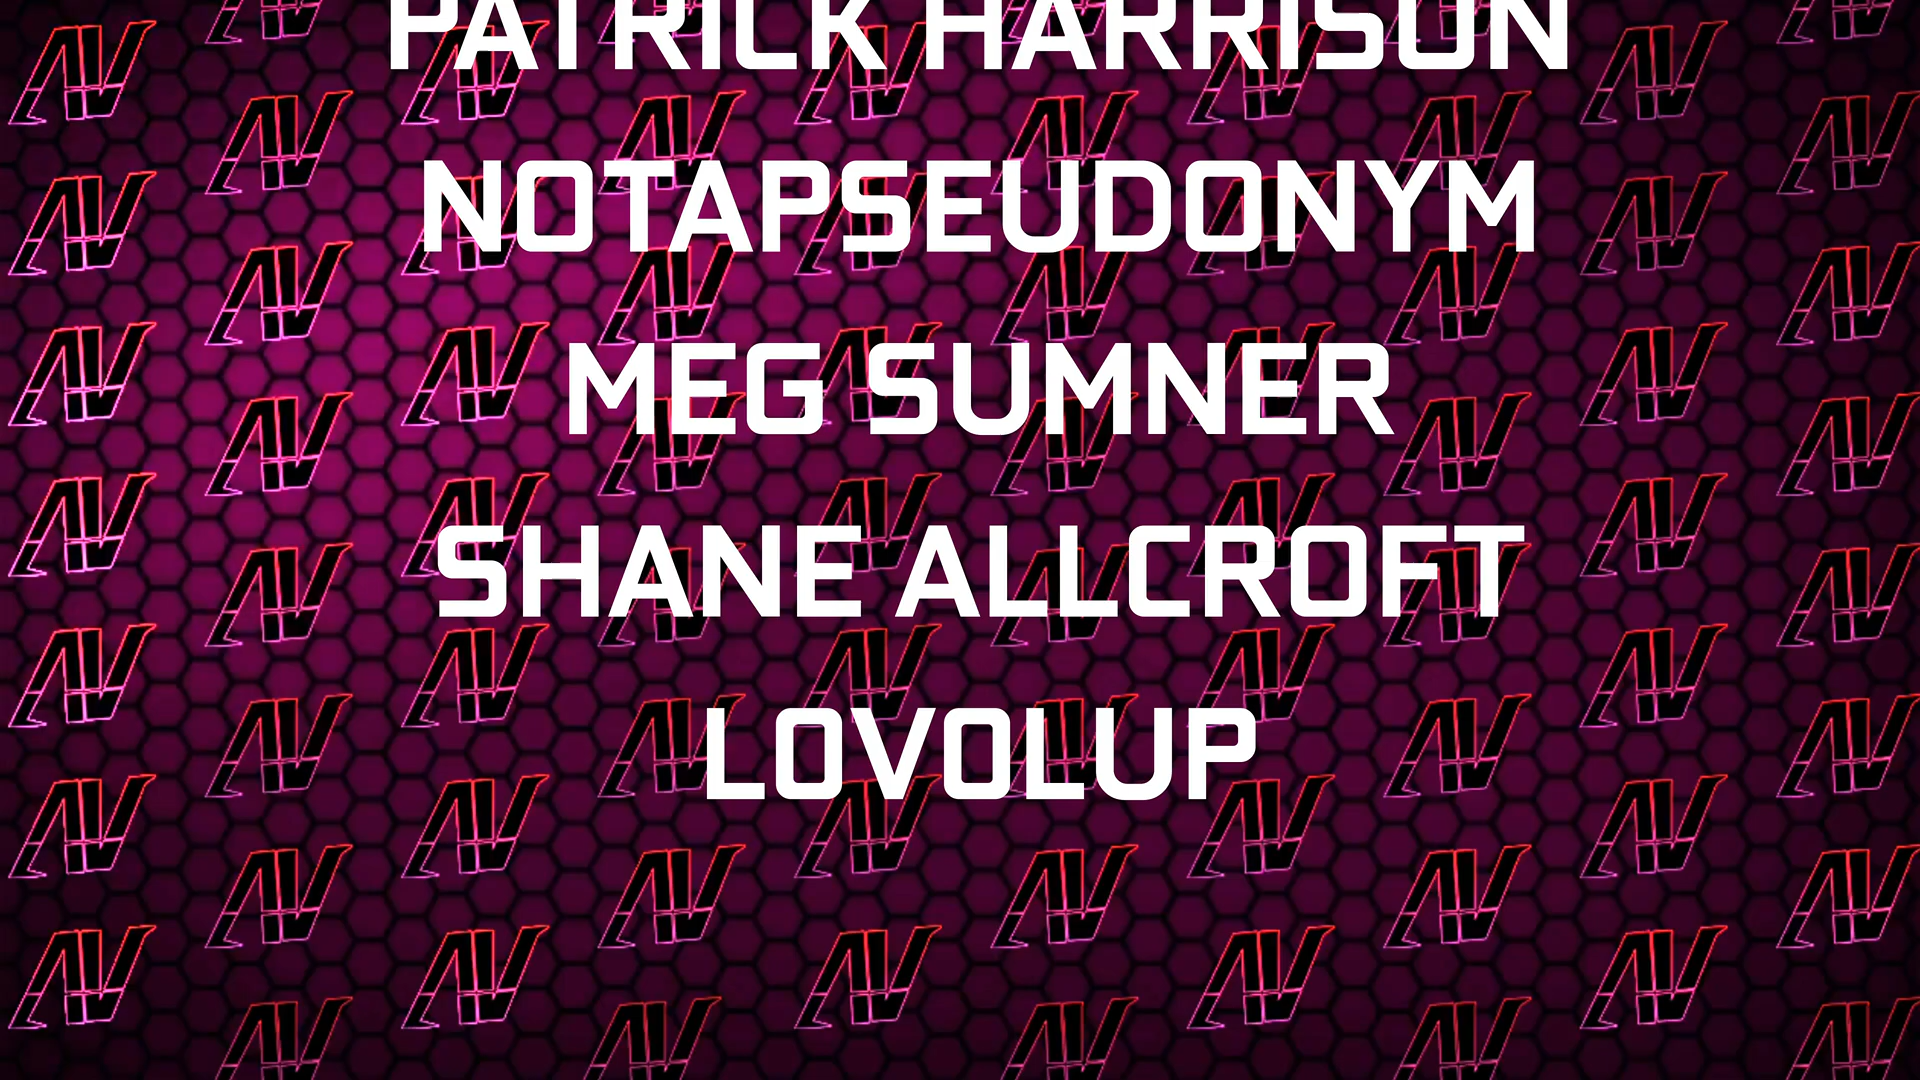 PATRICK HARRISON
NOTAPSEUDONYM
MEG SUMNER
SHANE ALLCROFT
LOVOLUP